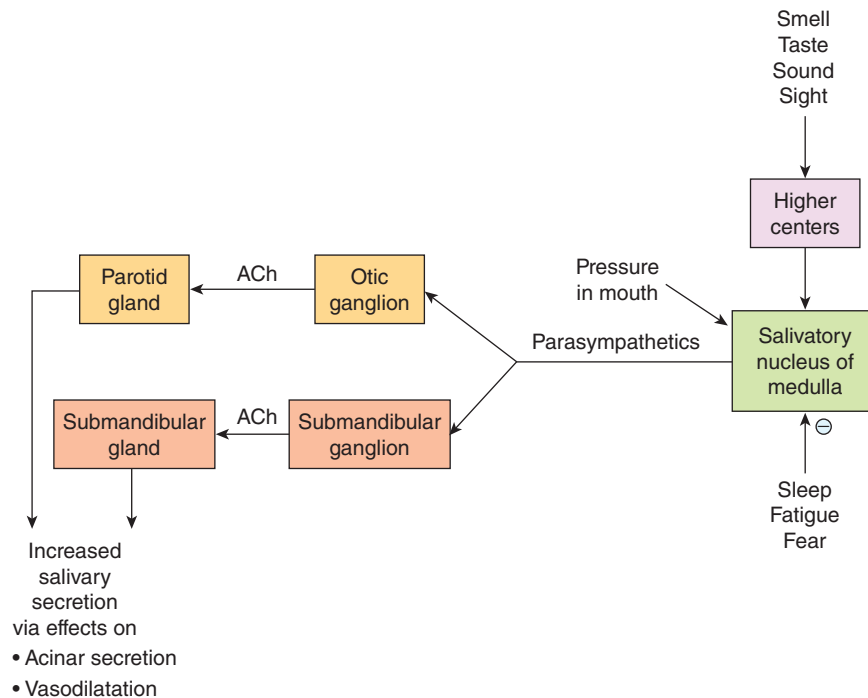 Smell
Taste
Sound
Sight
Higher
centers
Parotid
gland
ACh
Otic
ganglion
Pressure
in mouth
Parasympathetics
Salivatory
nucleus of
medulla
Submandibular
gland
ACh
Submandibular
ganglion
−
Sleep
Fatigue
Fear
Increased
salivary
secretion
via effects on
• Acinar secretion
• Vasodilatation